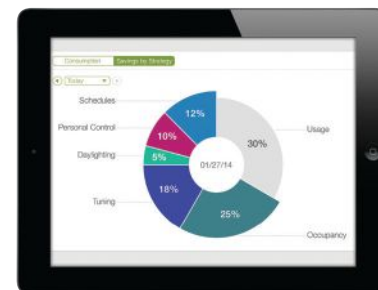 Consumption
Savings by Strategy
Today
Schedules
12%
Personal Control
10%
Usage
30%
Daylighting
5%
01/27/14
18%
Tuning
25%
Occupancy